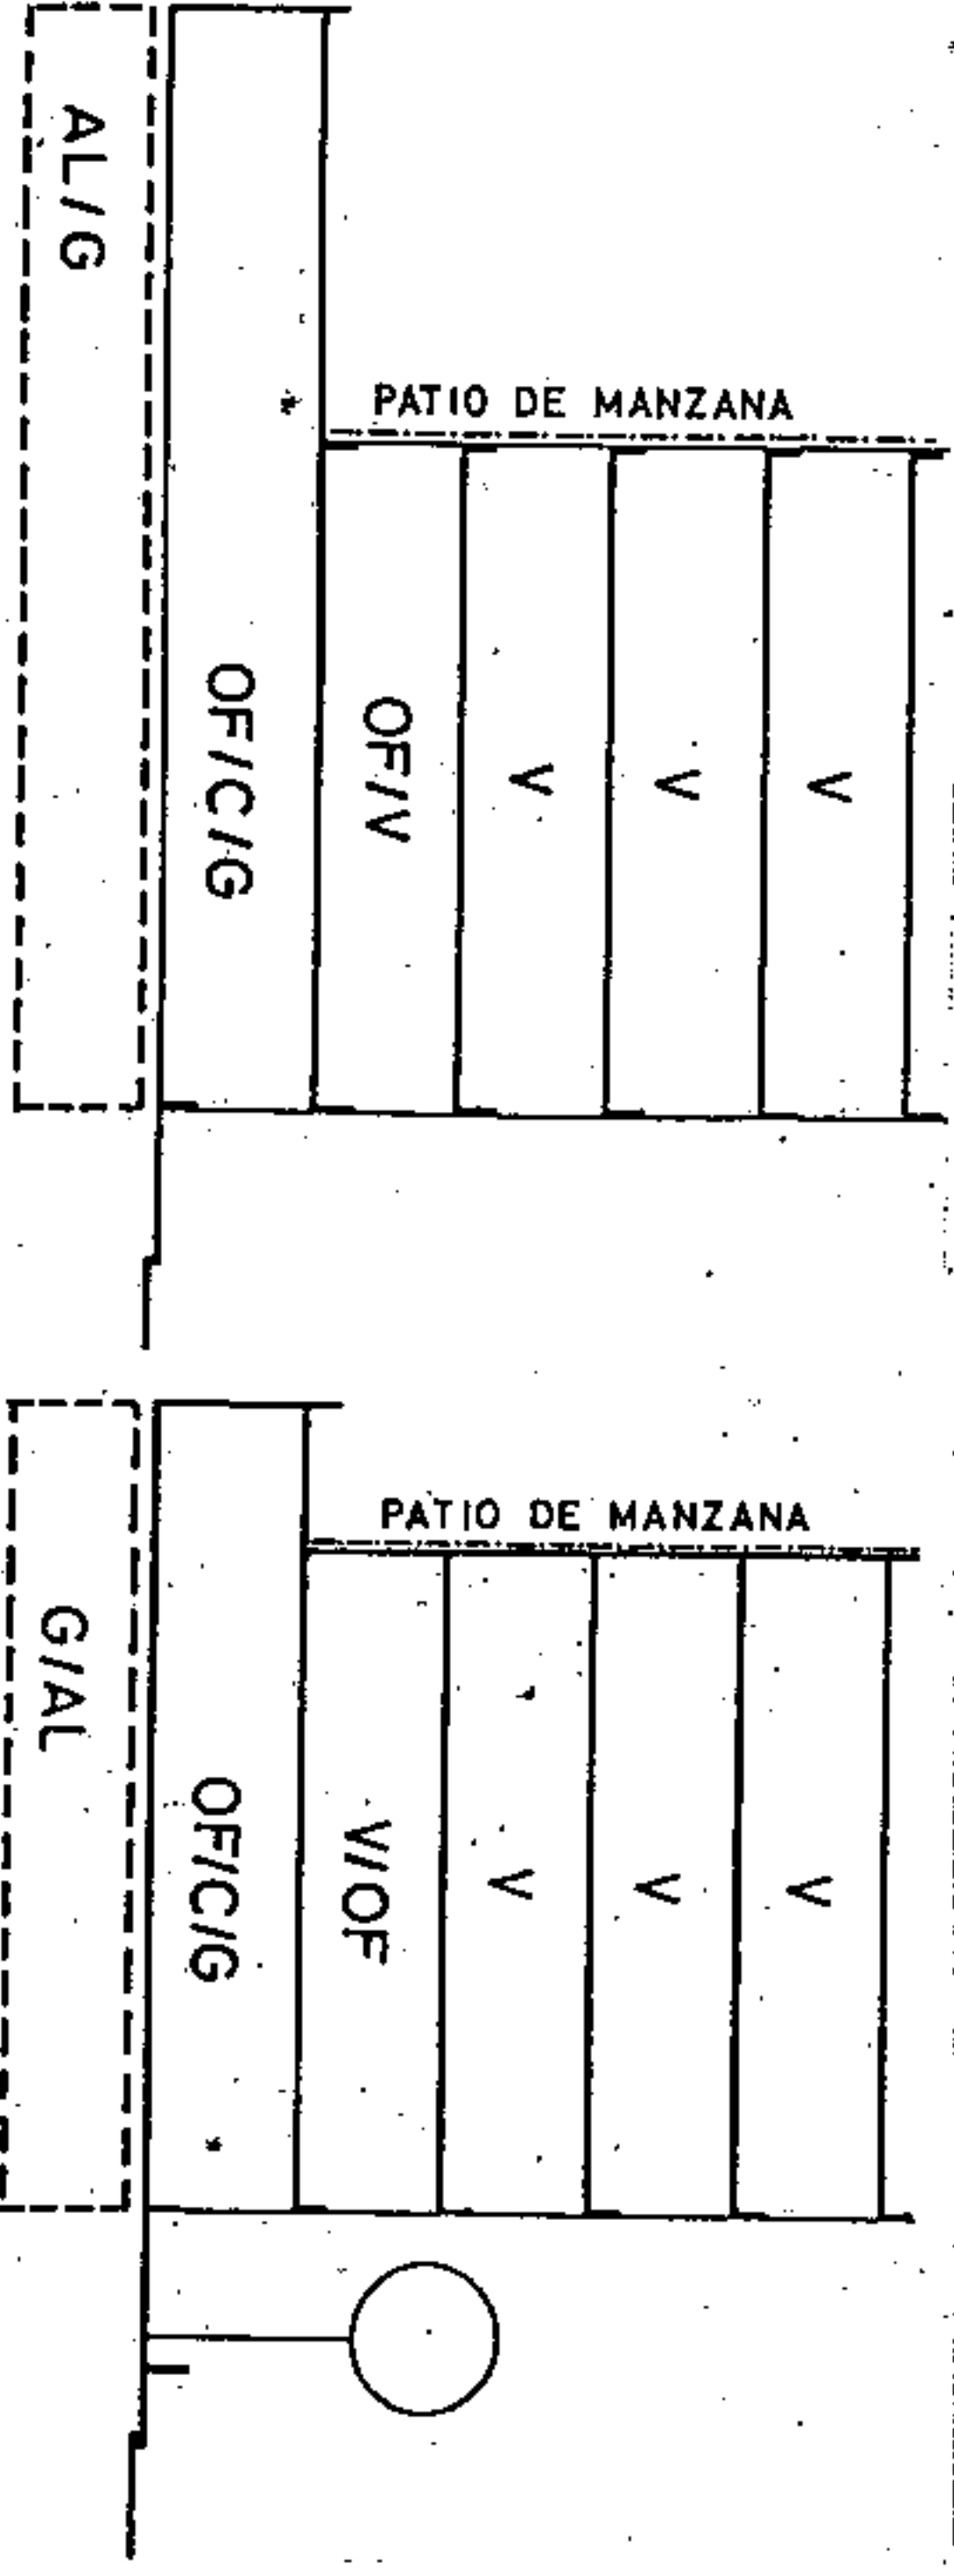 PATIO DE MANZANA
V
V
V
OF/V
OF/C/G
AL/G
PATIO DE MANZANA
V
V
V
V/OF
OF/C/G
G/AL